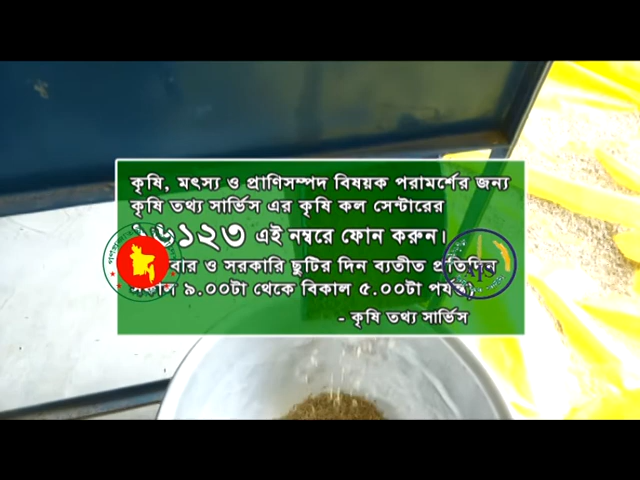 কৃষি, মৎস্য ও প্রাণিসম্পদ বিষয়ক পরামর্শের জন্য
কৃষি তথ্য সার্ভিস এর কৃষি কল সেন্টারের
১৬১২৩ এই নম্বরে ফোন করুন।
ও সরকারি ছুটির দিন ব্যতীত প্রতিদিন
সকাল ৯.০০টা থেকে বিকাল ৫.০০টা পর্যন্ত
- কৃষি তথ্য সার্ভিস